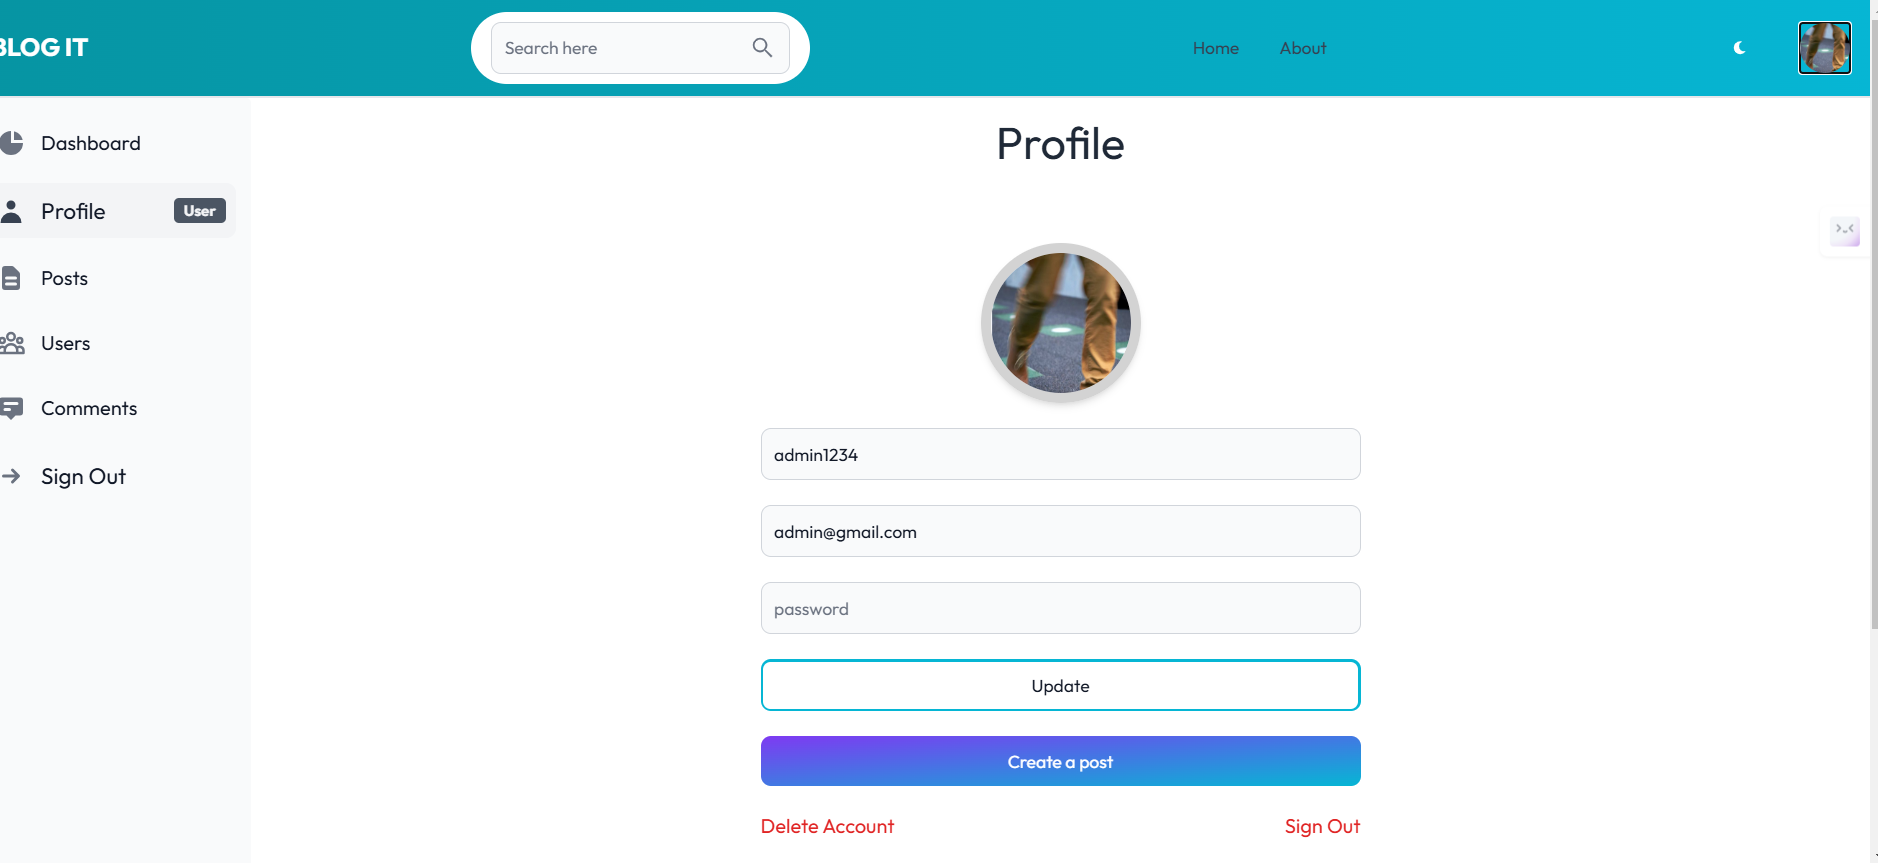 BLOG IT
Search here
Home
About
Dashboard
Profile
User
Posts
Users
Comments
Sign Out
Profile
admin1234
admin@gmail.com
password
Update
Create a post
Delete Account
Sign Out